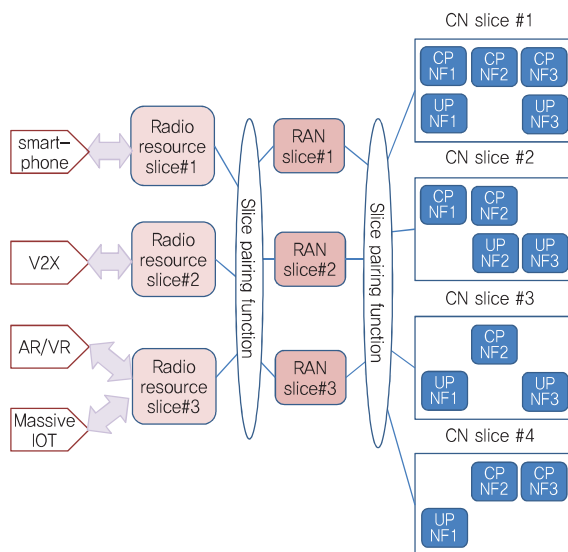 CN slice #1
CP CP CP
NF1 NF2 NF3
UP UP
NF1 NF3
smart-
phone
Radio
resource
slice#1
RAN
slice#1
CN slice #2
CP CP
NF1 NF2
UP UP
NF2 NF3
V2X
Radio
resource
slice#2
Slice pairing function
RAN
slice#2
Slice pairing function
CN slice #3
CP
NF2
UP UP
NF1 NF3
AR/VR
Massive
IOT
Radio
resource
slice#3
RAN
slice#3
CN slice #4
CP CP
NF2 NF3
UP
NF1